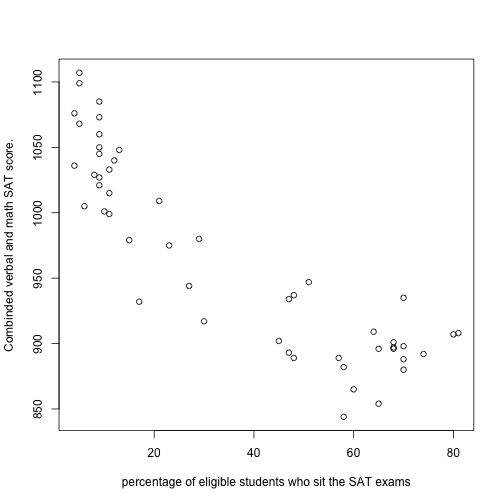 Combinded verbal and math SAT score.
1100
1050
1000
950
900
850
20 40 60 80
percentage of eligible students who sit the SAT exams